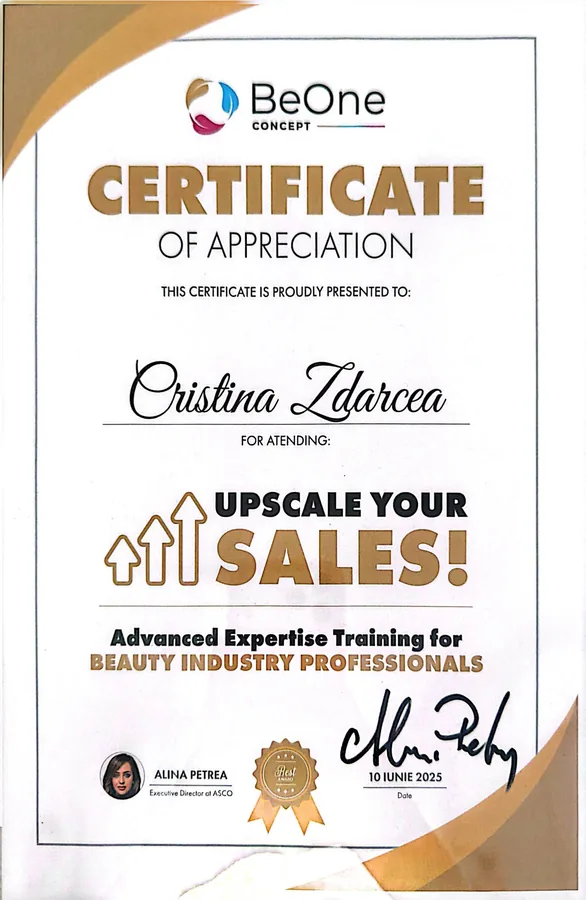 BeOne
CONCEPT
CERTIFICATE
OF APPRECIATION
THIS CERTIFICATE IS PROUDLY PRESENTED TO:
Cristina Zdarcea
FOR ATENDING:
UPSCALE YOUR
SALES!
Advanced Expertise Training for
BEAUTY INDUSTRY PROFESSIONALS
ALINA PETREA
Executive Director at ASCO
Best
10 IUNIE 2025
Date